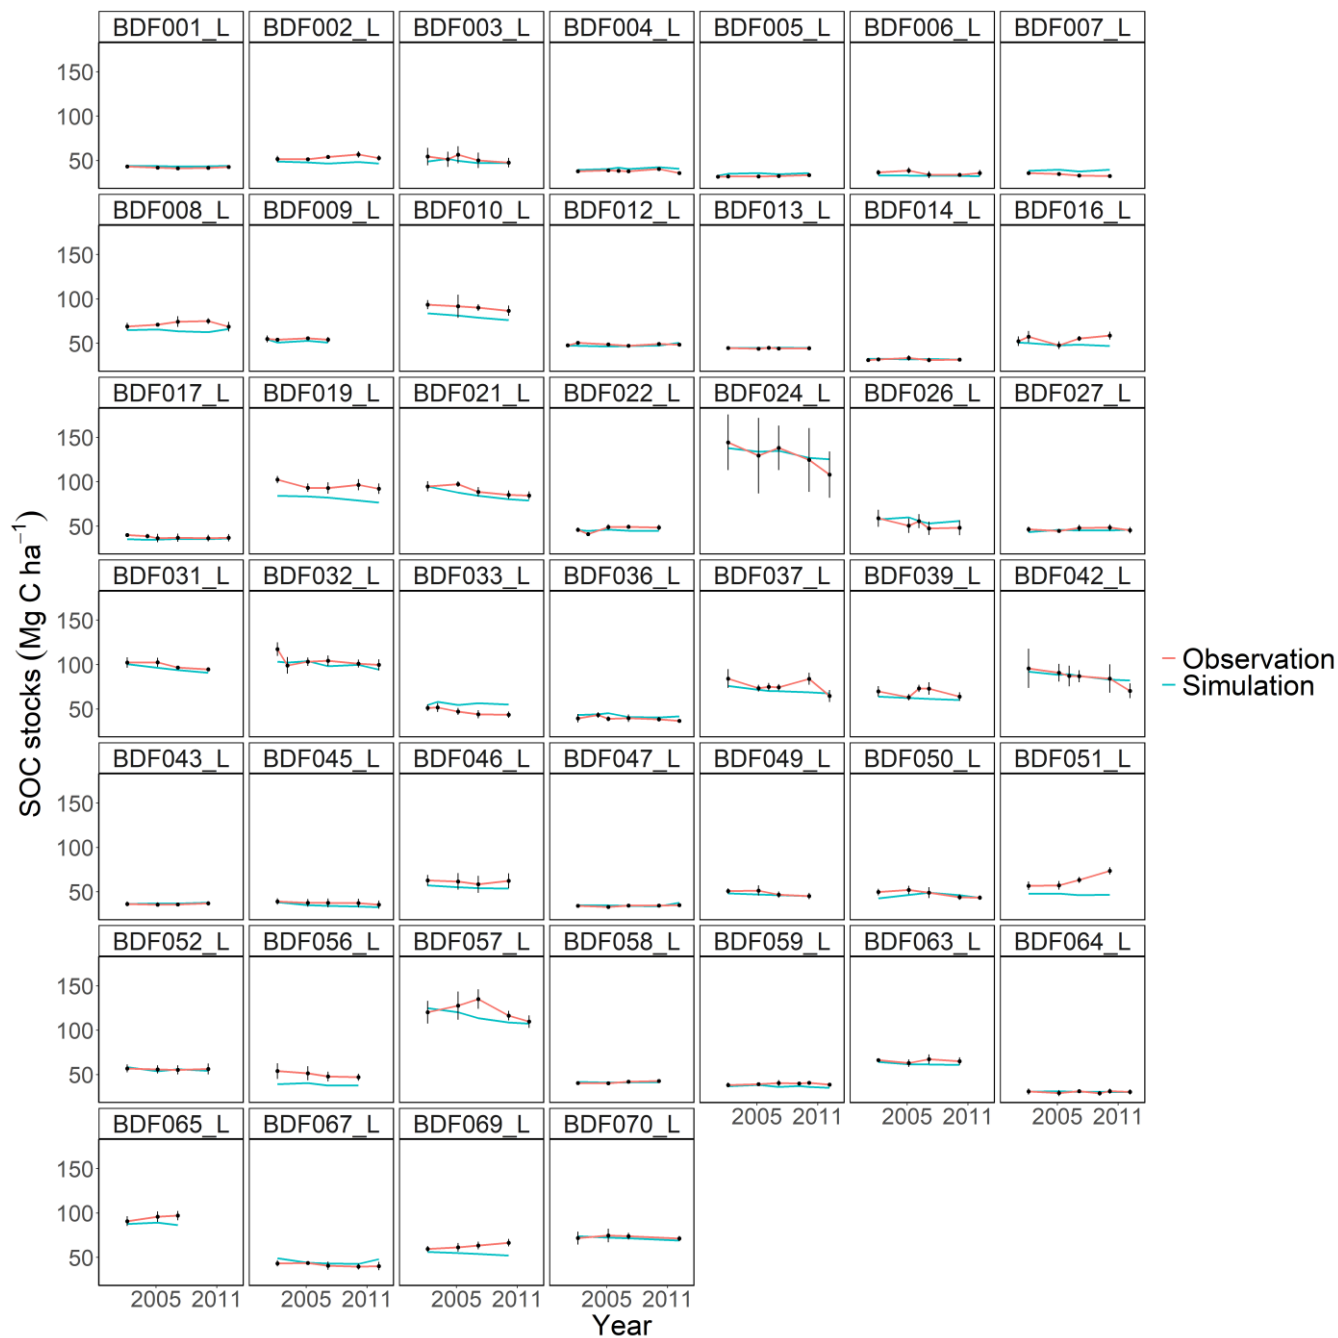 BDF001_L BDF002_L BDF003_L BDF004_L BDF005_L BDF006_L BDF007_L
150
100
50
BDF008_L BDF009_L BDF010_L BDF012_L BDF013_L BDF014_L BDF016_L
150
100
50
BDF017_L BDF019_L BDF021_L BDF022_L BDF024_L BDF026_L BDF027_L
150
100
50
BDF031_L BDF032_L BDF033_L BDF036_L BDF037_L BDF039_L BDF042_L
150
100
50
BDF043_L BDF045_L BDF046_L BDF047_L BDF049_L BDF050_L BDF051_L
150
100
50
BDF052_L BDF056_L BDF057_L BDF058_L BDF059_L BDF063_L BDF064_L
150
100
50
2005 2011 2005 2011 2005 2011
BDF065_L BDF067_L BDF069_L BDF070_L
150
100
50
2005 2011 2005 2011 2005 2011 2005 2011
Year
SOC stocks (Mg C ha⁻¹)
Observation
Simulation